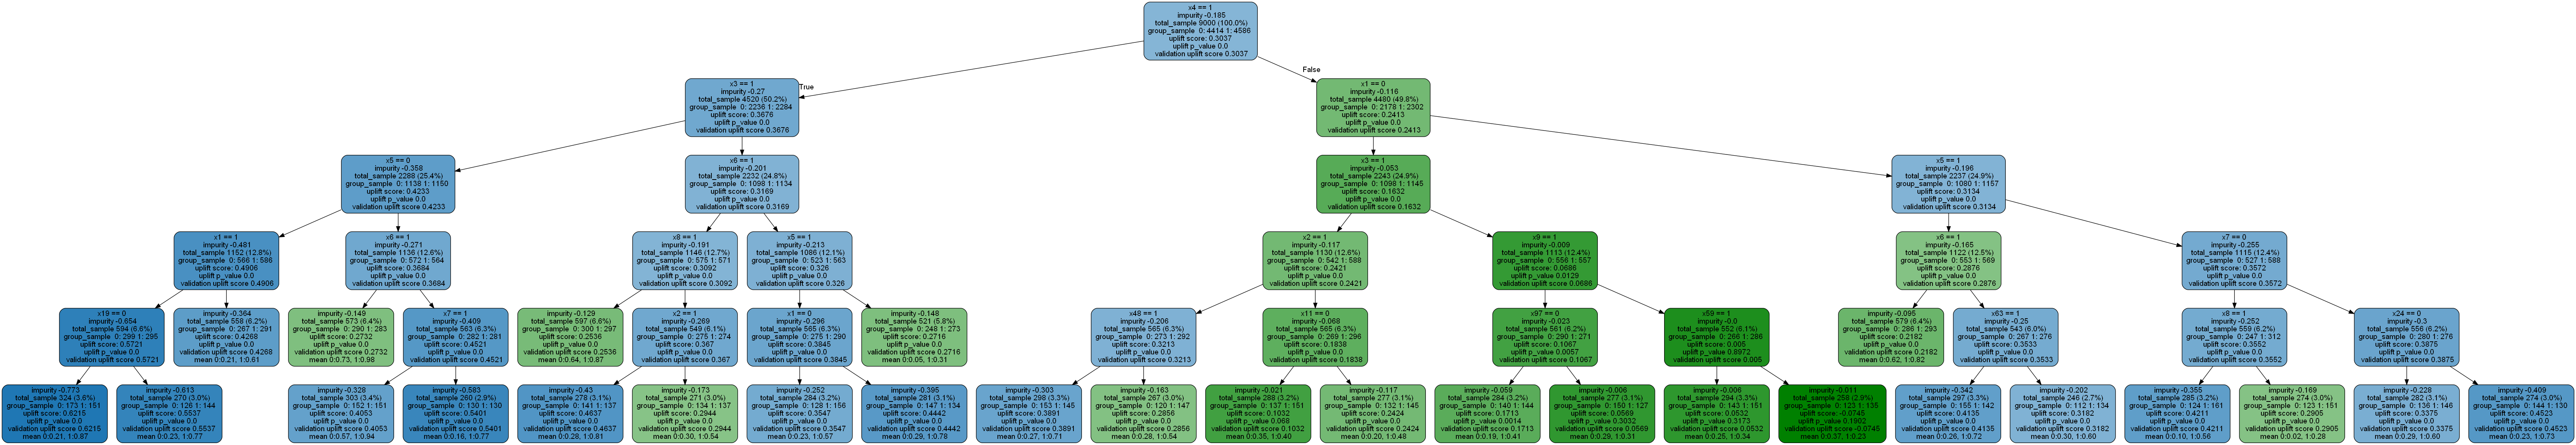 x4 == 1
impurity -0.185
total_sample 9000 (100.0%)
group_sample 0: 4414 1: 4586
uplift score: 0.3037
uplift p_value 0.0
validation uplift score 0.3037
True
False
x3 == 1
impurity -0.27
total_sample 4520 (50.2%)
group_sample 0: 2236 1: 2284
uplift score: 0.3676
uplift p_value 0.0
validation uplift score 0.3676
x1 == 0
impurity -0.116
total_sample 4480 (49.8%)
group_sample 0: 2178 1: 2302
uplift score: 0.2413
uplift p_value 0.0
validation uplift score 0.2413
x5 == 0
impurity -0.358
total_sample 2288 (25.4%)
group_sample 0: 1138 1: 1150
uplift score: 0.4233
uplift p_value 0.0
validation uplift score 0.4233
x6 == 1
impurity -0.201
total_sample 2232 (24.8%)
group_sample 0: 1098 1: 1134
uplift score: 0.3169
uplift p_value 0.0
validation uplift score 0.3169
x3 == 1
impurity -0.053
total_sample 2243 (24.9%)
group_sample 0: 1098 1: 1145
uplift score: 0.1632
uplift p_value 0.0
validation uplift score 0.1632
x5 == 1
impurity -0.196
total_sample 2237 (24.9%)
group_sample 0: 1080 1: 1157
uplift score: 0.3134
uplift p_value 0.0
validation uplift score 0.3134
x1 == 1
impurity -0.481
total_sample 1152 (12.8%)
group_sample 0: 566 1: 586
uplift score: 0.4906
uplift p_value 0.0
validation uplift score 0.4906
x6 == 1
impurity -0.271
total_sample 1136 (12.6%)
group_sample 0: 572 1: 564
uplift score: 0.3684
uplift p_value 0.0
validation uplift score 0.3684
x8 == 1
impurity -0.191
total_sample 1146 (12.7%)
group_sample 0: 575 1: 571
uplift score: 0.3092
uplift p_value 0.0
validation uplift score 0.3092
x5 == 1
impurity -0.213
total_sample 1086 (12.1%)
group_sample 0: 523 1: 563
uplift score: 0.326
uplift p_value 0.0
validation uplift score 0.326
x2 == 1
impurity -0.117
total_sample 1130 (12.6%)
group_sample 0: 542 1: 588
uplift score: 0.2421
uplift p_value 0.0
validation uplift score 0.2421
x9 == 1
impurity -0.009
total_sample 1113 (12.4%)
group_sample 0: 556 1: 557
uplift score: 0.0686
uplift p_value 0.0129
validation uplift score 0.0686
x6 == 1
impurity -0.165
total_sample 1122 (12.5%)
group_sample 0: 553 1: 569
uplift score: 0.2876
uplift p_value 0.0
validation uplift score 0.2876
x7 == 0
impurity -0.255
total_sample 1115 (12.4%)
group_sample 0: 527 1: 588
uplift score: 0.3572
uplift p_value 0.0
validation uplift score 0.3572
x19 == 0
impurity -0.654
total_sample 594 (6.6%)
group_sample 0: 299 1: 295
uplift score: 0.5721
uplift p_value 0.0
validation uplift score 0.5721
impurity -0.364
total_sample 558 (6.2%)
group_sample 0: 267 1: 291
uplift score: 0.4268
uplift p_value 0.0
validation uplift score 0.4268
mean 0:0.21, 1:0.61
impurity -0.149
total_sample 573 (6.4%)
group_sample 0: 290 1: 283
uplift score: 0.2732
uplift p_value 0.0
validation uplift score 0.2732
mean 0:0.73, 1:0.98
x7 == 1
impurity -0.409
total_sample 563 (6.3%)
group_sample 0: 282 1: 281
uplift score: 0.4521
uplift p_value 0.0
validation uplift score 0.4521
impurity -0.129
total_sample 597 (6.6%)
group_sample 0: 300 1: 297
uplift score: 0.2536
uplift p_value 0.0
validation uplift score 0.2536
mean 0:0.64, 1:0.87
x2 == 1
impurity -0.269
total_sample 549 (6.1%)
group_sample 0: 275 1: 274
uplift score: 0.367
uplift p_value 0.0
validation uplift score 0.367
x1 == 0
impurity -0.296
total_sample 565 (6.3%)
group_sample 0: 275 1: 290
uplift score: 0.3845
uplift p_value 0.0
validation uplift score 0.3845
impurity -0.148
total_sample 521 (5.8%)
group_sample 0: 248 1: 273
uplift score: 0.2716
uplift p_value 0.0
validation uplift score 0.2716
mean 0:0.05, 1:0.31
x48 == 1
impurity -0.206
total_sample 565 (6.3%)
group_sample 0: 273 1: 292
uplift score: 0.3213
uplift p_value 0.0
validation uplift score 0.3213
x11 == 0
impurity -0.068
total_sample 565 (6.3%)
group_sample 0: 269 1: 296
uplift score: 0.1838
uplift p_value 0.0
validation uplift score 0.1838
x97 == 0
impurity -0.023
total_sample 561 (6.2%)
group_sample 0: 290 1: 271
uplift score: 0.1067
uplift p_value 0.0057
validation uplift score 0.1067
x59 == 1
impurity -0.0
total_sample 552 (6.1%)
group_sample 0: 266 1: 286
uplift score: 0.005
uplift p_value 0.8972
validation uplift score 0.005
impurity -0.095
total_sample 579 (6.4%)
group_sample 0: 286 1: 293
uplift score: 0.2182
uplift p_value 0.0
validation uplift score 0.2182
mean 0:0.62, 1:0.82
x63 == 1
impurity -0.25
total_sample 543 (6.0%)
group_sample 0: 267 1: 276
uplift score: 0.3533
uplift p_value 0.0
validation uplift score 0.3533
x8 == 1
impurity -0.252
total_sample 559 (6.2%)
group_sample 0: 247 1: 312
uplift score: 0.3552
uplift p_value 0.0
validation uplift score 0.3552
x24 == 0
impurity -0.3
total_sample 556 (6.2%)
group_sample 0: 280 1: 276
uplift score: 0.3875
uplift p_value 0.0
validation uplift score 0.3875
impurity -0.773
total_sample 324 (3.6%)
group_sample 0: 173 1: 151
uplift score: 0.6215
uplift p_value 0.0
validation uplift score 0.6215
mean 0:0.21, 1:0.87
impurity -0.613
total_sample 270 (3.0%)
group_sample 0: 126 1: 144
uplift score: 0.5537
uplift p_value 0.0
validation uplift score 0.5537
mean 0:0.23, 1:0.77
impurity -0.328
total_sample 303 (3.4%)
group_sample 0: 152 1: 151
uplift score: 0.4053
uplift p_value 0.0
validation uplift score 0.4053
mean 0:0.57, 1:0.94
impurity -0.583
total_sample 260 (2.9%)
group_sample 0: 130 1: 130
uplift score: 0.5401
uplift p_value 0.0
validation uplift score 0.5401
mean 0:0.16, 1:0.77
impurity -0.43
total_sample 278 (3.1%)
group_sample 0: 141 1: 137
uplift score: 0.4637
uplift p_value 0.0
validation uplift score 0.4637
mean 0:0.28, 1:0.81
impurity -0.173
total_sample 271 (3.0%)
group_sample 0: 134 1: 137
uplift score: 0.2944
uplift p_value 0.0
validation uplift score 0.2944
mean 0:0.30, 1:0.54
impurity -0.252
total_sample 284 (3.2%)
group_sample 0: 128 1: 156
uplift score: 0.3547
uplift p_value 0.0
validation uplift score 0.3547
mean 0:0.23, 1:0.57
impurity -0.395
total_sample 281 (3.1%)
group_sample 0: 147 1: 134
uplift score: 0.4442
uplift p_value 0.0
validation uplift score 0.4442
mean 0:0.29, 1:0.78
impurity -0.303
total_sample 298 (3.3%)
group_sample 0: 153 1: 145
uplift score: 0.3891
uplift p_value 0.0
validation uplift score 0.3891
mean 0:0.27, 1:0.71
impurity -0.163
total_sample 267 (3.0%)
group_sample 0: 120 1: 147
uplift score: 0.2856
uplift p_value 0.0
validation uplift score 0.2856
mean 0:0.28, 1:0.54
impurity -0.021
total_sample 288 (3.2%)
group_sample 0: 137 1: 151
uplift score: 0.1032
uplift p_value 0.068
validation uplift score 0.1032
mean 0:0.35, 1:0.40
impurity -0.117
total_sample 277 (3.1%)
group_sample 0: 132 1: 145
uplift score: 0.2424
uplift p_value 0.0
validation uplift score 0.2424
mean 0:0.20, 1:0.48
impurity -0.059
total_sample 284 (3.2%)
group_sample 0: 140 1: 144
uplift score: 0.1713
uplift p_value 0.0014
validation uplift score 0.1713
mean 0:0.19, 1:0.41
impurity -0.006
total_sample 277 (3.1%)
group_sample 0: 150 1: 127
uplift score: 0.0569
uplift p_value 0.3032
validation uplift score 0.0569
mean 0:0.29, 1:0.31
impurity -0.006
total_sample 294 (3.3%)
group_sample 0: 143 1: 151
uplift score: 0.0532
uplift p_value 0.3173
validation uplift score 0.0532
mean 0:0.25, 1:0.34
impurity -0.011
total_sample 258 (2.9%)
group_sample 0: 123 1: 135
uplift score: -0.0745
uplift p_value 0.1902
validation uplift score -0.0745
mean 0:0.37, 1:0.23
impurity -0.342
total_sample 297 (3.3%)
group_sample 0: 155 1: 142
uplift score: 0.4135
uplift p_value 0.0
validation uplift score 0.4135
mean 0:0.26, 1:0.72
impurity -0.202
total_sample 246 (2.7%)
group_sample 0: 112 1: 134
uplift score: 0.3182
uplift p_value 0.0
validation uplift score 0.3182
mean 0:0.30, 1:0.60
impurity -0.355
total_sample 285 (3.2%)
group_sample 0: 124 1: 161
uplift score: 0.4211
uplift p_value 0.0
validation uplift score 0.4211
mean 0:0.10, 1:0.56
impurity -0.169
total_sample 274 (3.0%)
group_sample 0: 123 1: 151
uplift score: 0.2905
uplift p_value 0.0
validation uplift score 0.2905
mean 0:0.02, 1:0.28
impurity -0.228
total_sample 282 (3.1%)
group_sample 0: 136 1: 146
uplift score: 0.3375
uplift p_value 0.0
validation uplift score 0.3375
mean 0:0.29, 1:0.60
impurity -0.409
total_sample 274 (3.0%)
group_sample 0: 144 1: 130
uplift score: 0.4523
uplift p_value 0.0
validation uplift score 0.4523
mean 0:0.21, 1:0.73